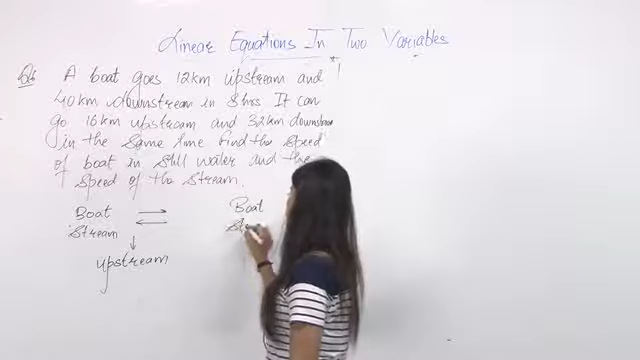 Linear Equations In Two Variables
Q6 A boat goes 12km upstream and
40km downstream in 8hrs. It can
go 16km upstream and 32km downstream
in the same time find the speed
of boat in still water and the
speed of the stream.
Boat Boat
Stream
upstream